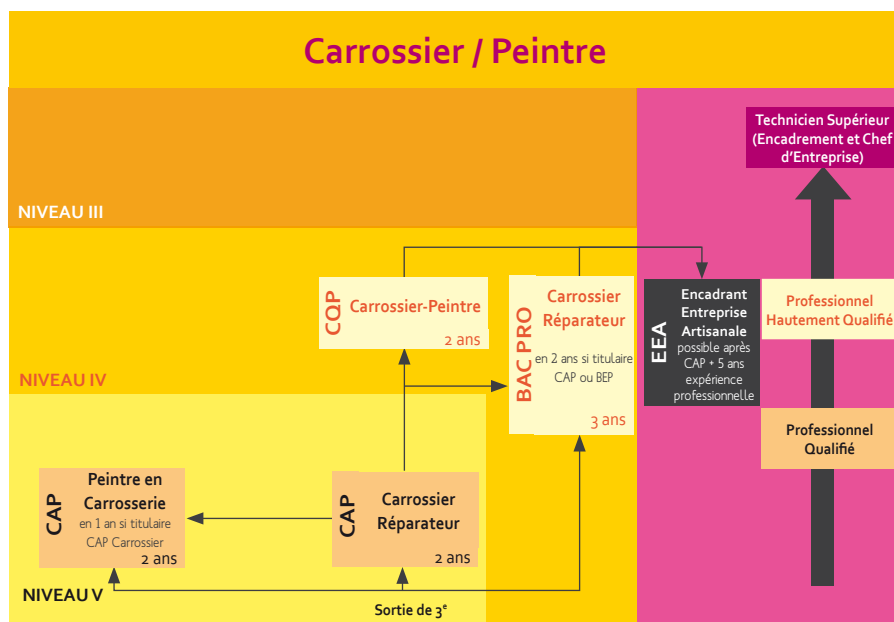 Carrossier / Peintre
Technicien Supérieur
(Encadrement et Chef
d'Entreprise)
NIVEAU III
CQP
Carrossier-Peintre
2 ans
BAC PRO
Carrossier
Réparateur
en 2 ans si titulaire
CAP ou BEP
3 ans
EEA
Encadrant
Entreprise
Artisanale
possible après
CAP + 5 ans
expérience
professionnelle
Professionnel
Hautement Qualifié
NIVEAU IV
Professionnel
Qualifié
CAP
Peintre en
Carrosserie
en 1 an si titulaire
CAP Carrossier
2 ans
CAP
Carrossier
Réparateur
2 ans
NIVEAU V
Sortie de 3e